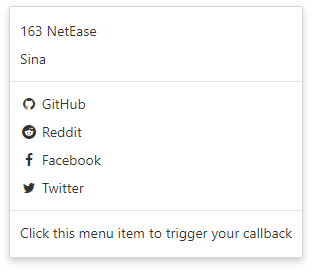 163 NetEase
Sina
GitHub
Reddit
Facebook
Twitter
Click this menu item to trigger your callback